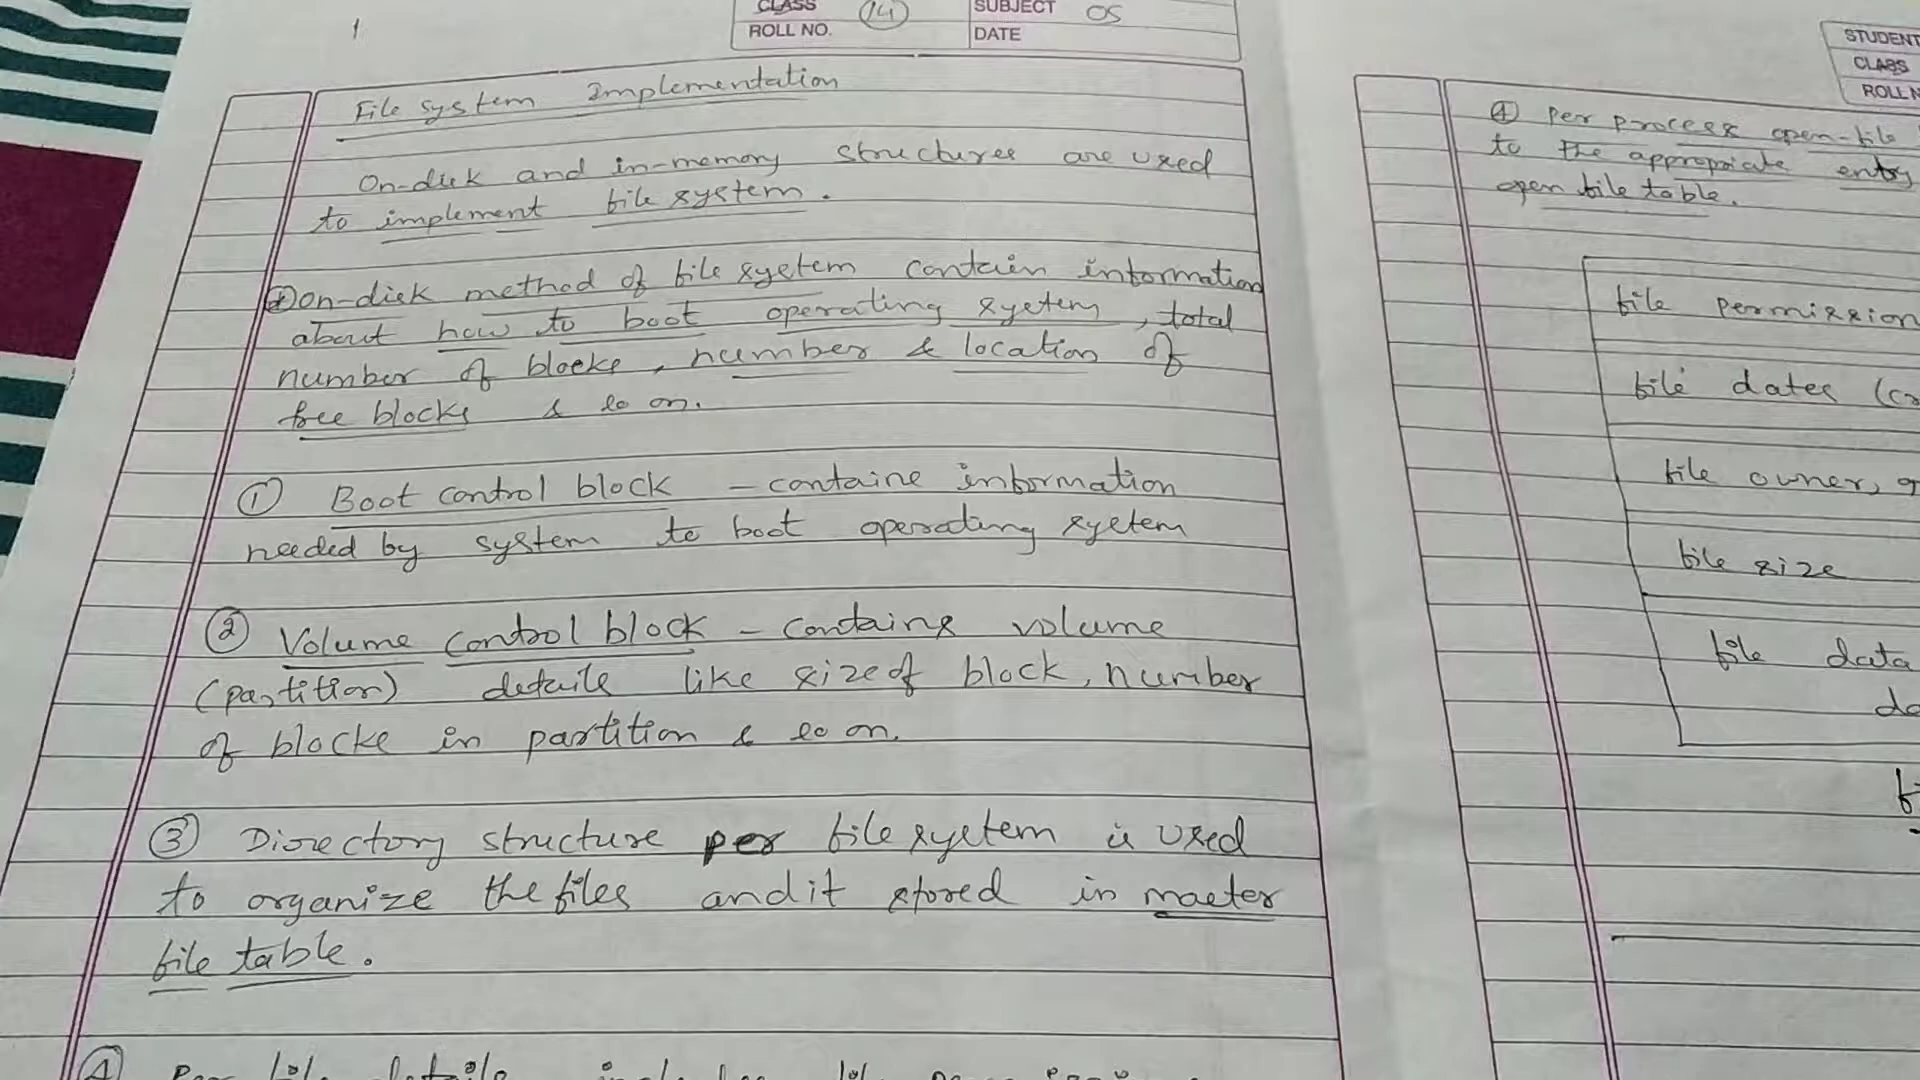 CLASS
14
SUBJECT OS
ROLL NO.
DATE
File system Implementation
On-disk and in-memory structures are used
to implement file system.
On-disk method of file system contain information
about how to boot operating system, total
number of blocks, number & location of
free blocks & so on.
① Boot control block - contains information
needed by system to boot operating system
② Volume control block - contains volume
(partition) details like size of block, number
of blocks in partition & so on.
③ Directory structure per file system is used
to organize the files and it stored in master
file table.
④ Per file details
STUDENT
CLASS
ROLL N
④ Per process open-file
to the appropriate entry
open file table.
file permission
file dates (cr
file owner, g
file size
file data